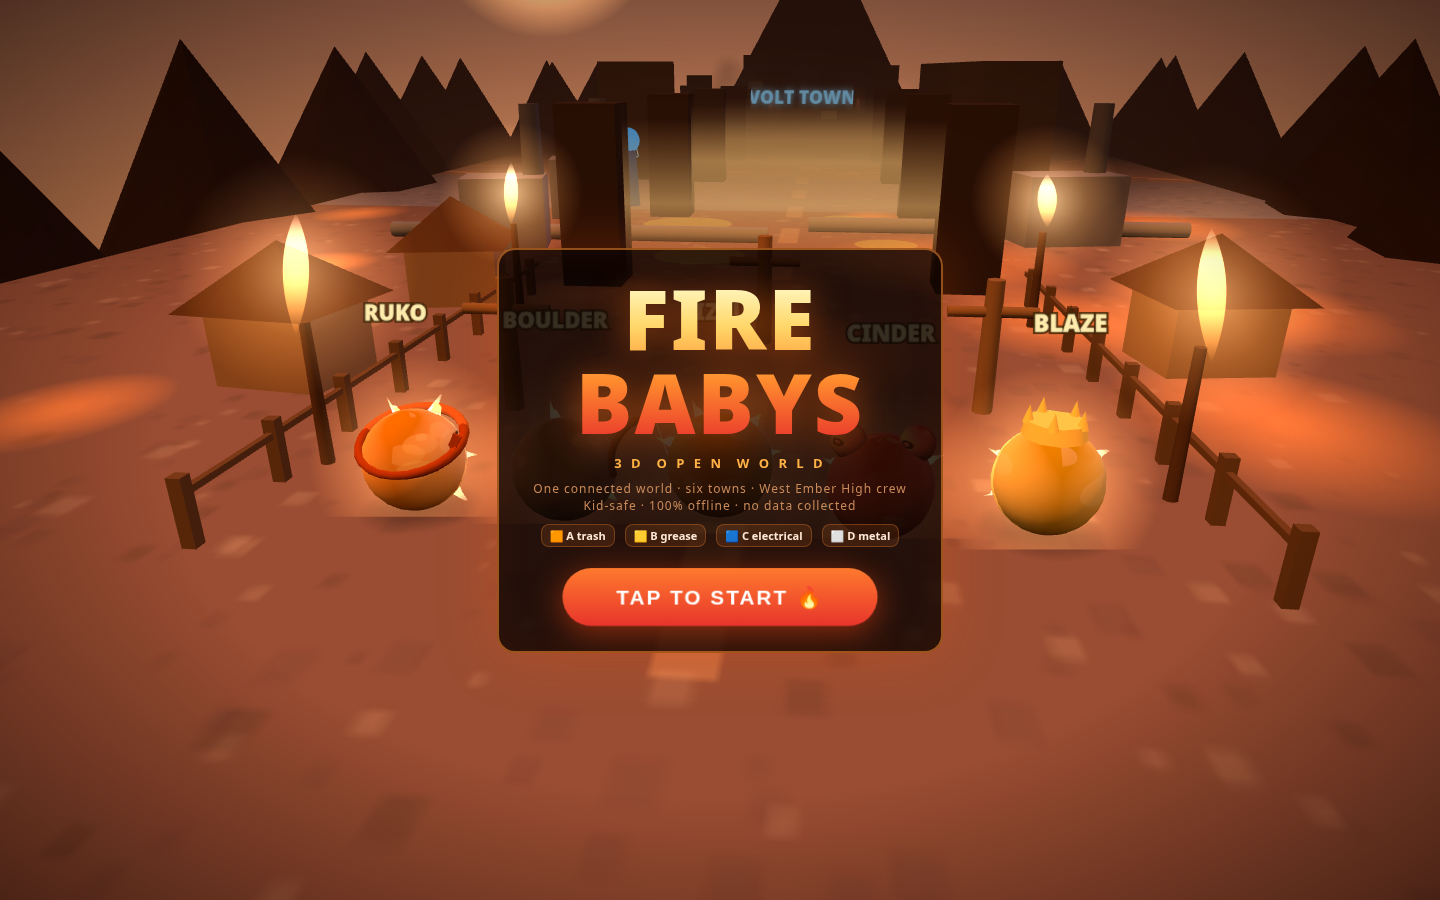 VOLT TOWN
RUKO
BOULDER
CINDER
BLAZE
FIRE
BABYS
3D OPEN WORLD
One connected world · six towns · West Ember High crew
Kid-safe · 100% offline · no data collected
🟧 A trash
🟨 B grease
🟦 C electrical
⬜ D metal
TAP TO START 🔥